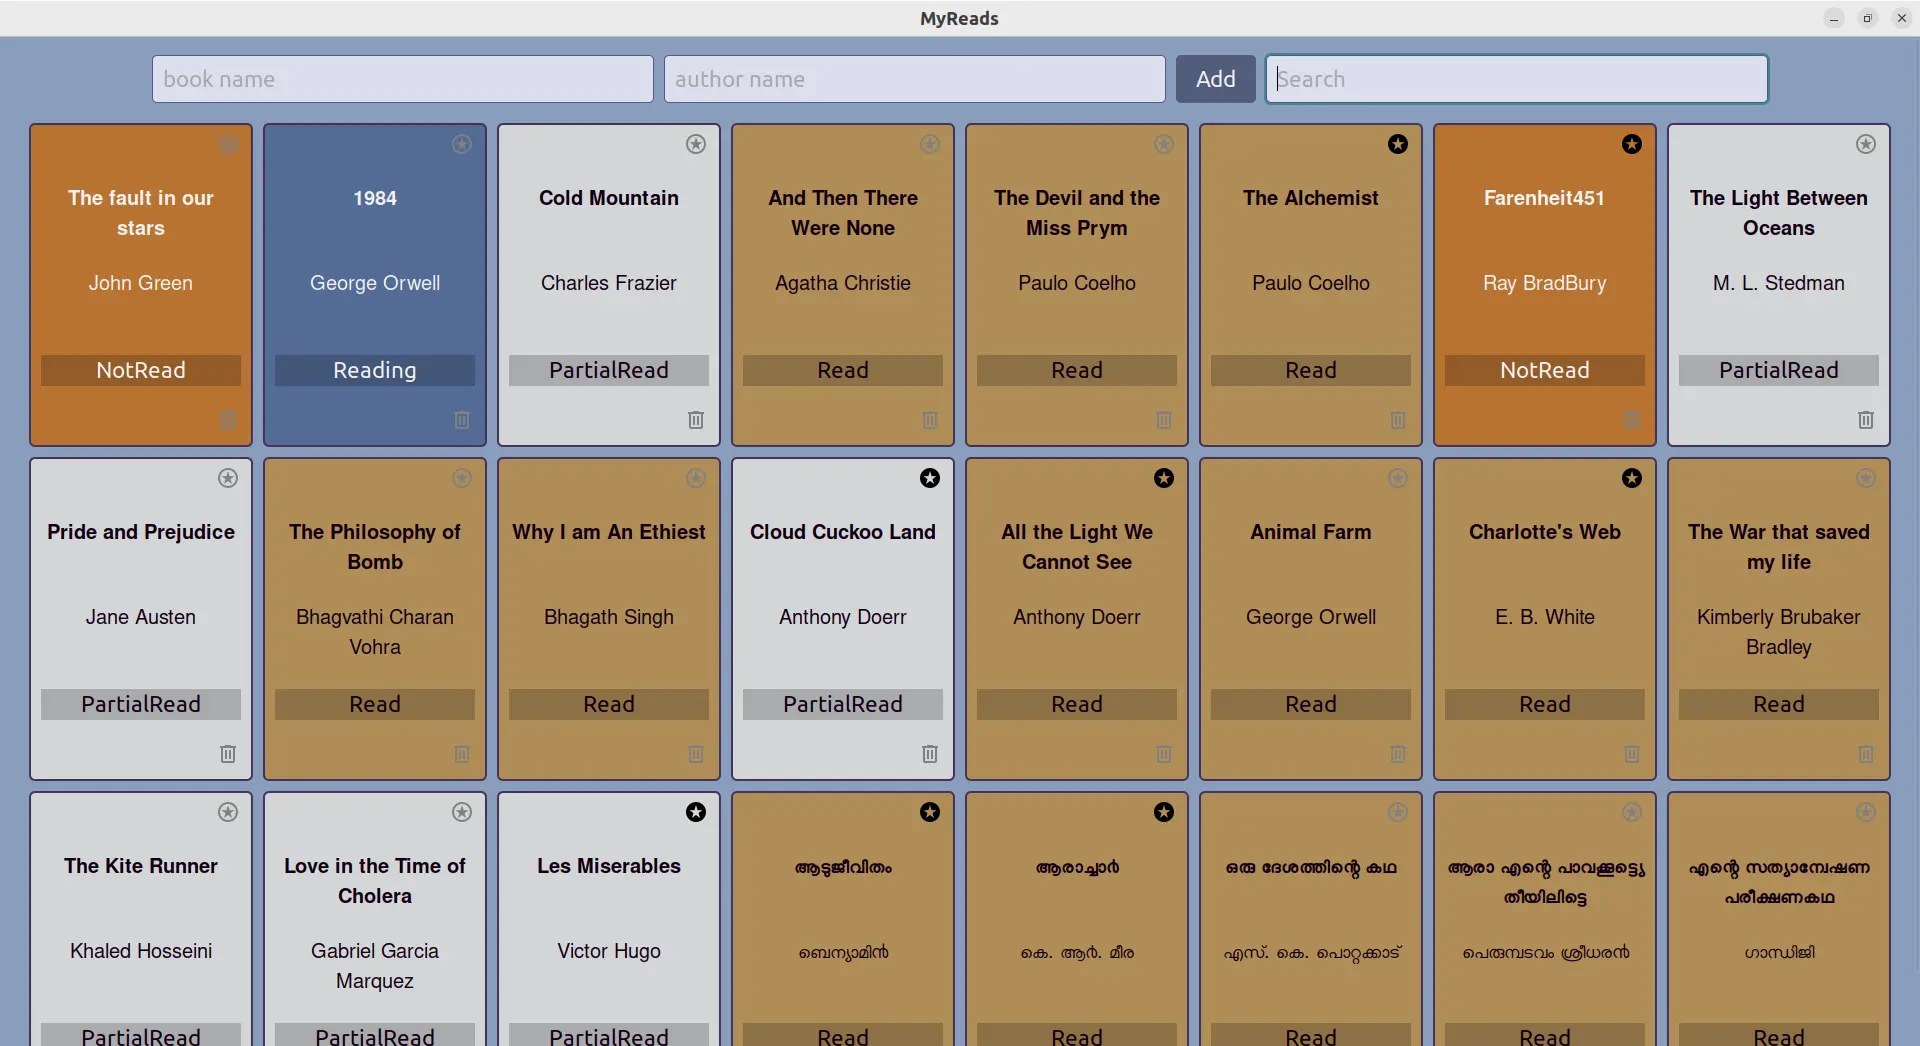 MyReads
book name
author name
Add
Search
The fault in our
stars
John Green
NotRead
1984
George Orwell
Reading
Cold Mountain
Charles Frazier
PartialRead
And Then There
Were None
Agatha Christie
Read
The Devil and the
Miss Prym
Paulo Coelho
Read
The Alchemist
Paulo Coelho
Read
Farenheit451
Ray BradBury
NotRead
The Light Between
Oceans
M. L. Stedman
PartialRead
Pride and Prejudice
Jane Austen
PartialRead
The Philosophy of
Bomb
Bhagvathi Charan
Vohra
Read
Why I am An Ethiest
Bhagath Singh
Read
Cloud Cuckoo Land
Anthony Doerr
PartialRead
All the Light We
Cannot See
Anthony Doerr
Read
Animal Farm
George Orwell
Read
Charlotte's Web
E. B. White
Read
The War that saved
my life
Kimberly Brubaker
Bradley
Read
The Kite Runner
Khaled Hosseini
PartialRead
Love in the Time of
Cholera
Gabriel Garcia
Marquez
PartialRead
Les Miserables
Victor Hugo
PartialRead
ആടുജീവിതം
ബെന്യാമിൻ
Read
ആരാച്ചാർ
കെ. ആർ. മീര
Read
ഒരു ദേശത്തിന്റെ കഥ
എസ്. കെ. പൊറ്റക്കാട്
Read
ആരാ എന്റെ പാവക്കൂട്ട്യെ
തീയിലിട്ടെ
പെരുമ്പടവം ശ്രീധരൻ
Read
എന്റെ സത്യാന്വേഷണ
പരീക്ഷണകഥ
ഗാന്ധിജി
Read